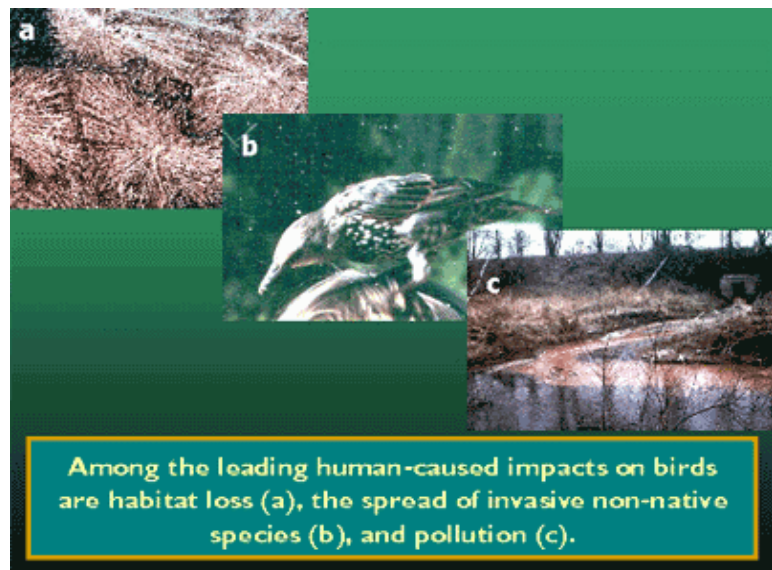 a
b
c
Among the leading human-caused impacts on birds
are habitat loss (a), the spread of invasive non-native
species (b), and pollution (c).